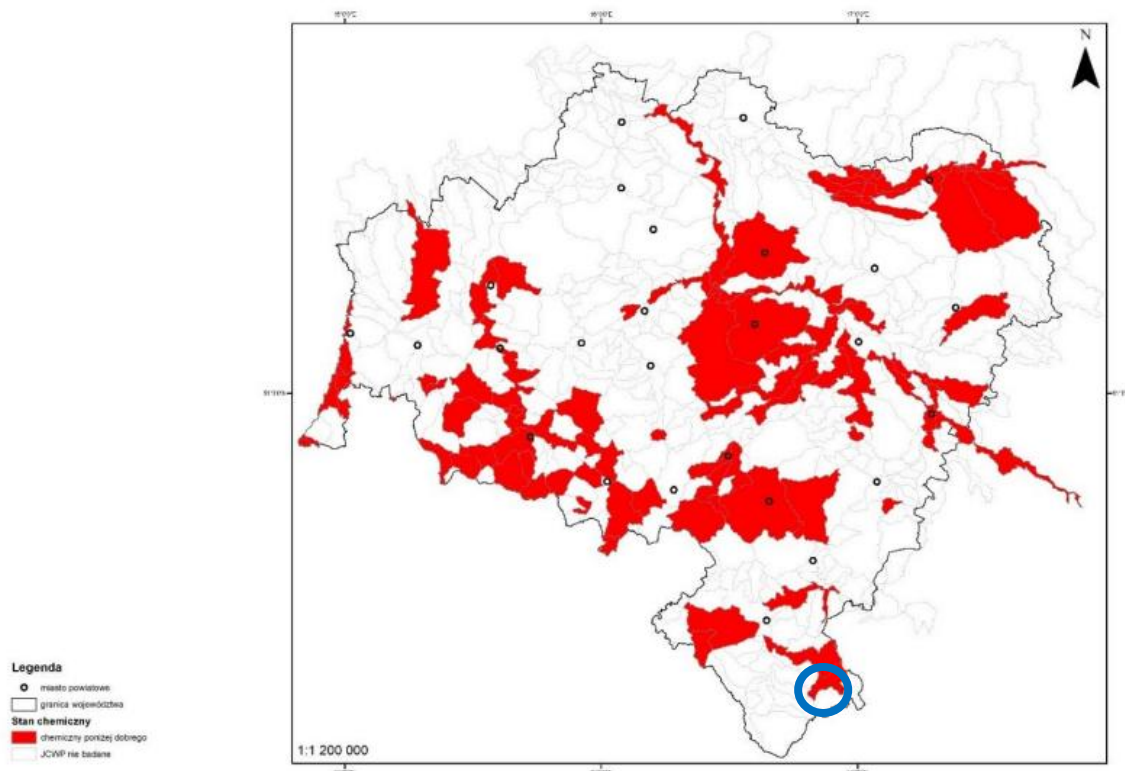 N
1:1 200 000
Legenda
miasto powiatowe
granica województwa
Stan chemiczny
chemiczny poniżej dobrego
JCWP nie badane